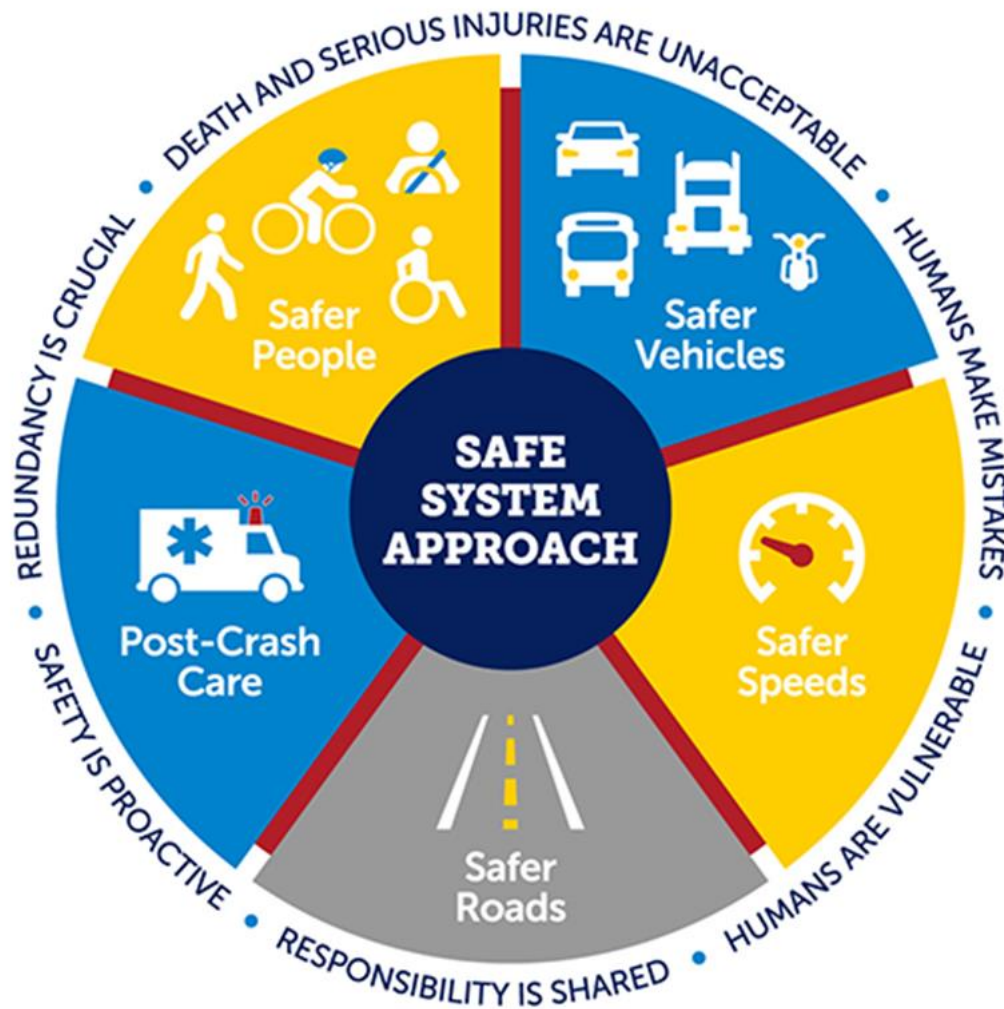 DEATH AND SERIOUS INJURIES ARE UNACCEPTABLE
HUMANS MAKE MISTAKES
HUMANS ARE VULNERABLE
RESPONSIBILITY IS SHARED
SAFETY IS PROACTIVE
REDUNDANCY IS CRUCIAL
Safer
People
Safer
Vehicles
SAFE
SYSTEM
APPROACH
Post-Crash
Care
Safer
Speeds
Safer
Roads